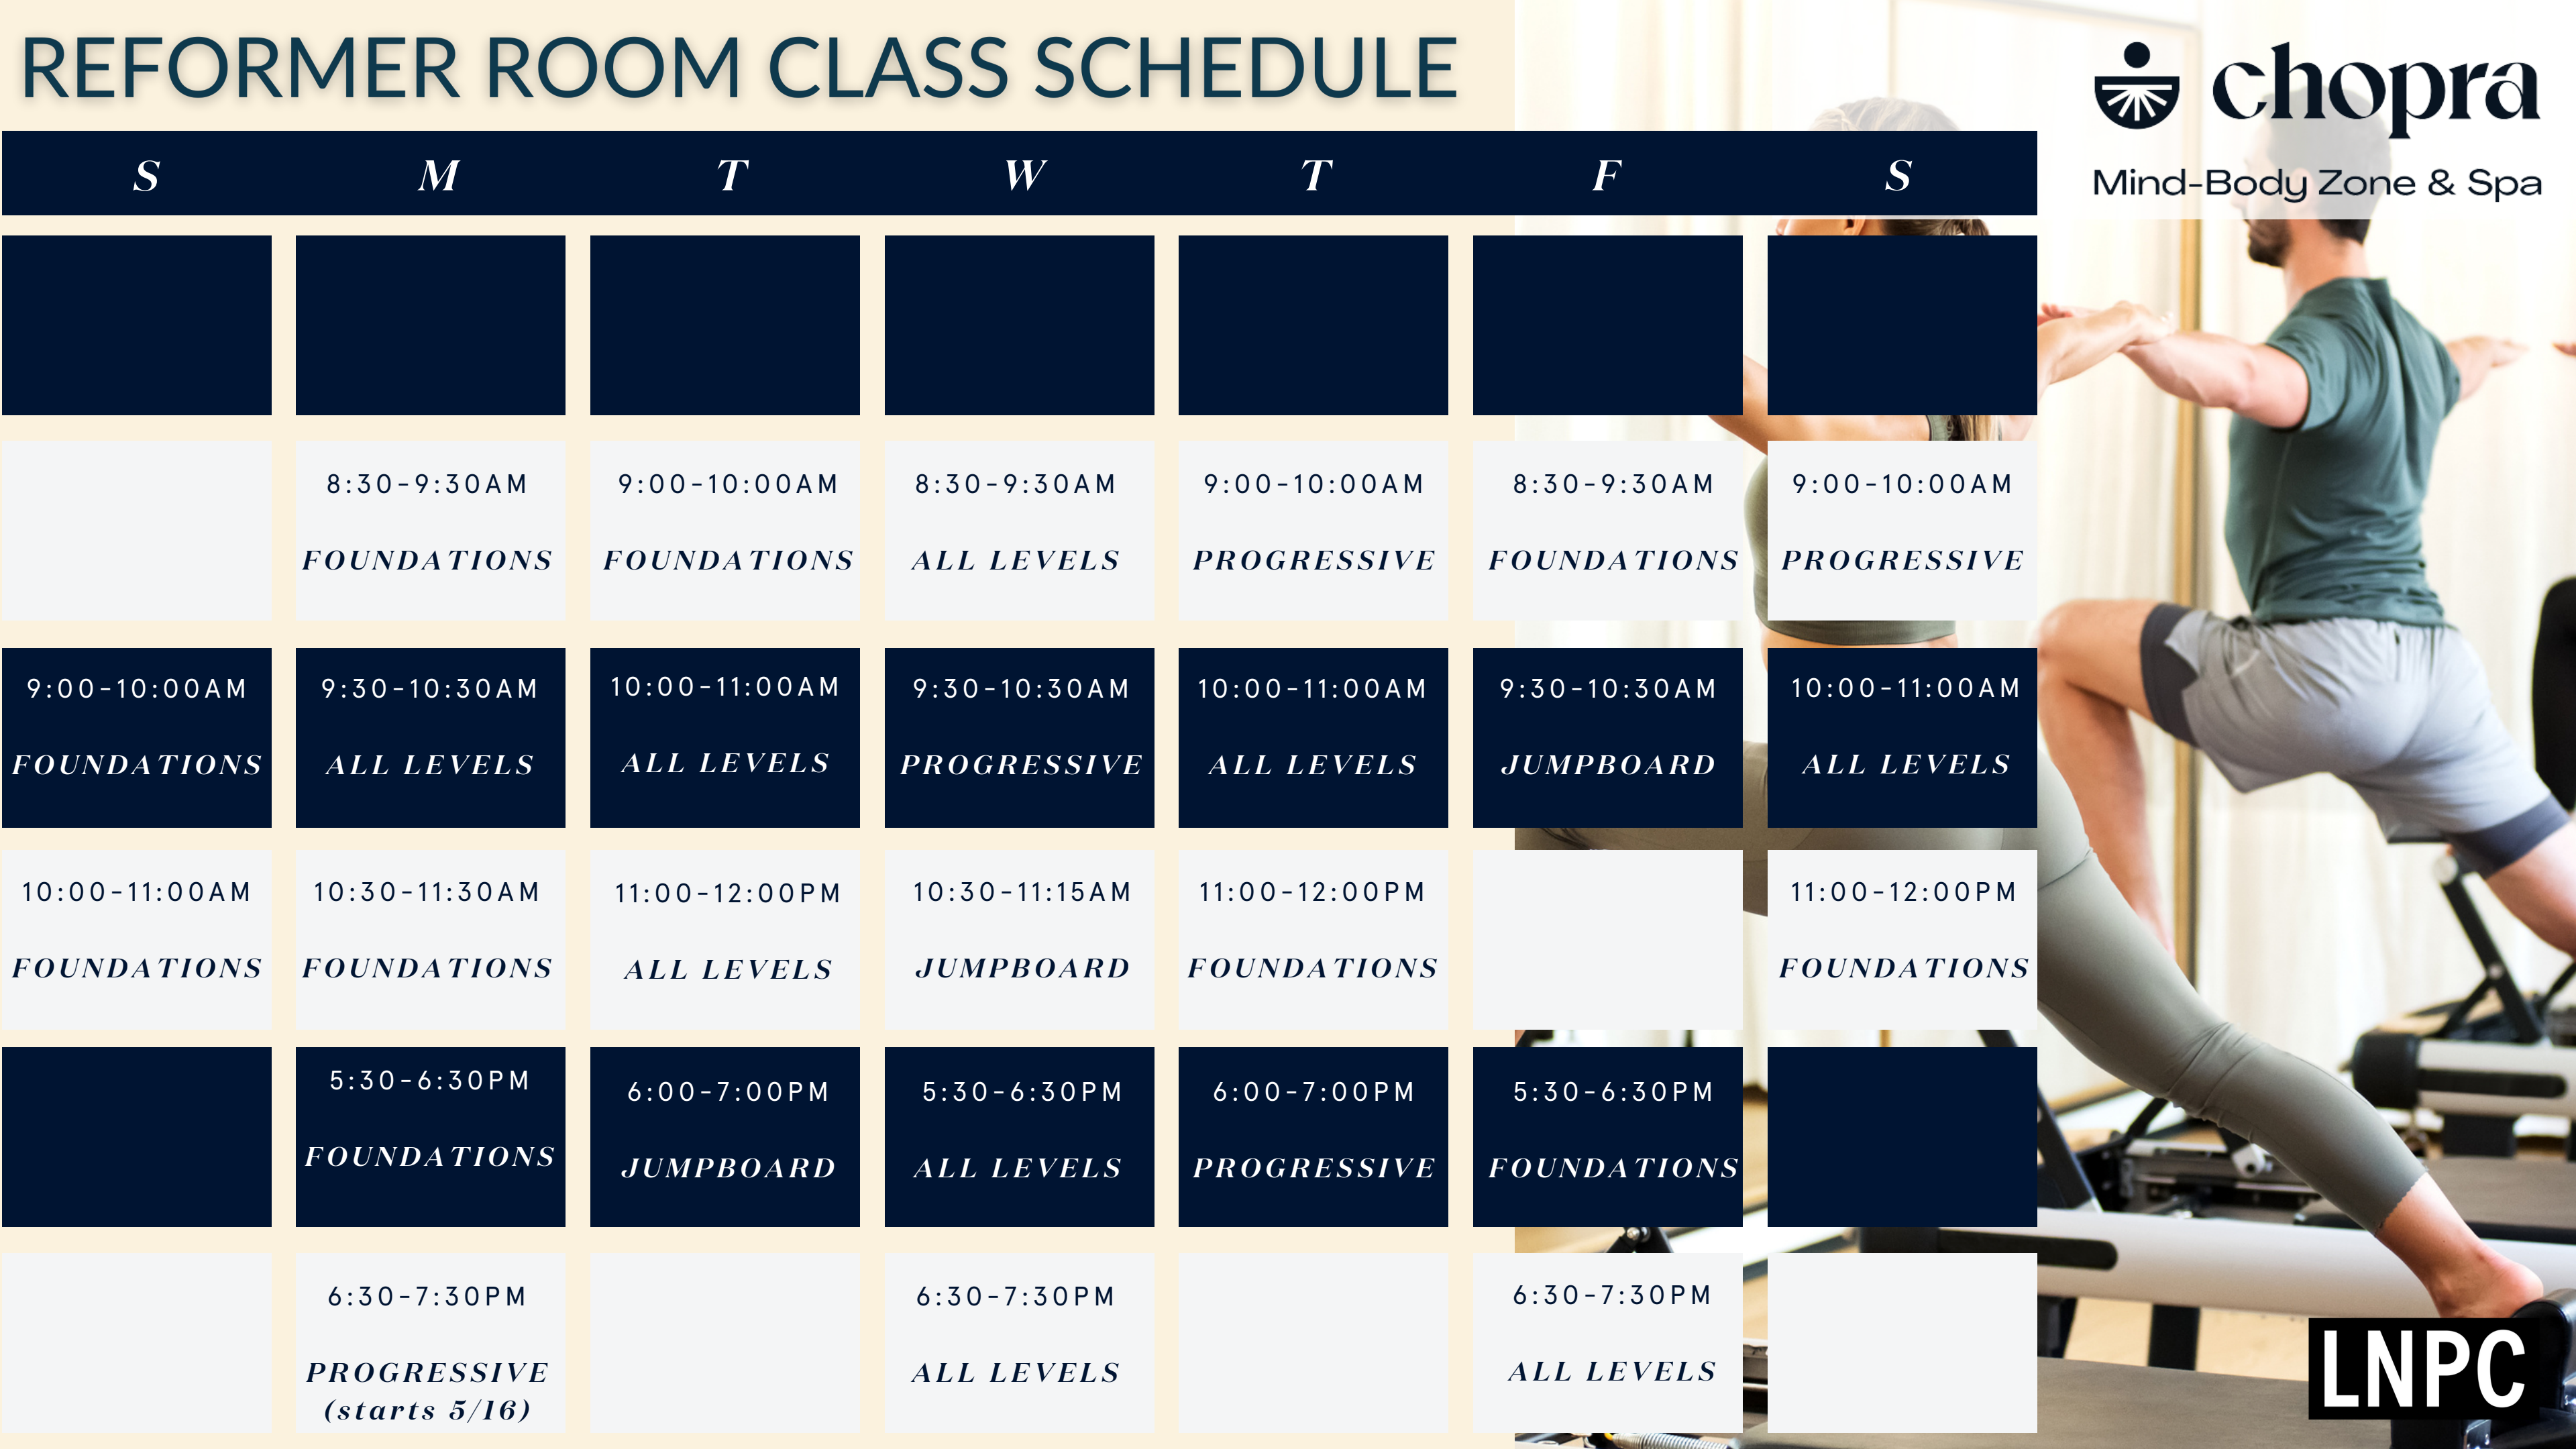 REFORMER ROOM CLASS SCHEDULE
chopra
Mind-Body Zone & Spa
S M T W T F S
8:30-9:30AM 9:00-10:00AM 8:30-9:30AM 9:00-10:00AM 8:30-9:30AM 9:00-10:00AM
FOUNDATIONS FOUNDATIONS ALL LEVELS PROGRESSIVE FOUNDATIONS PROGRESSIVE
9:00-10:00AM 9:30-10:30AM 10:00-11:00AM 9:30-10:30AM 10:00-11:00AM 9:30-10:30AM 10:00-11:00AM
FOUNDATIONS ALL LEVELS ALL LEVELS PROGRESSIVE ALL LEVELS JUMPBOARD ALL LEVELS
10:00-11:00AM 10:30-11:30AM 11:00-12:00PM 10:30-11:15AM 11:00-12:00PM 11:00-12:00PM
FOUNDATIONS FOUNDATIONS ALL LEVELS JUMPBOARD FOUNDATIONS FOUNDATIONS
5:30-6:30PM 6:00-7:00PM 5:30-6:30PM 6:00-7:00PM 5:30-6:30PM
FOUNDATIONS JUMPBOARD ALL LEVELS PROGRESSIVE FOUNDATIONS
6:30-7:30PM 6:30-7:30PM 6:30-7:30PM
PROGRESSIVE ALL LEVELS ALL LEVELS
(starts 5/16)
LNPC